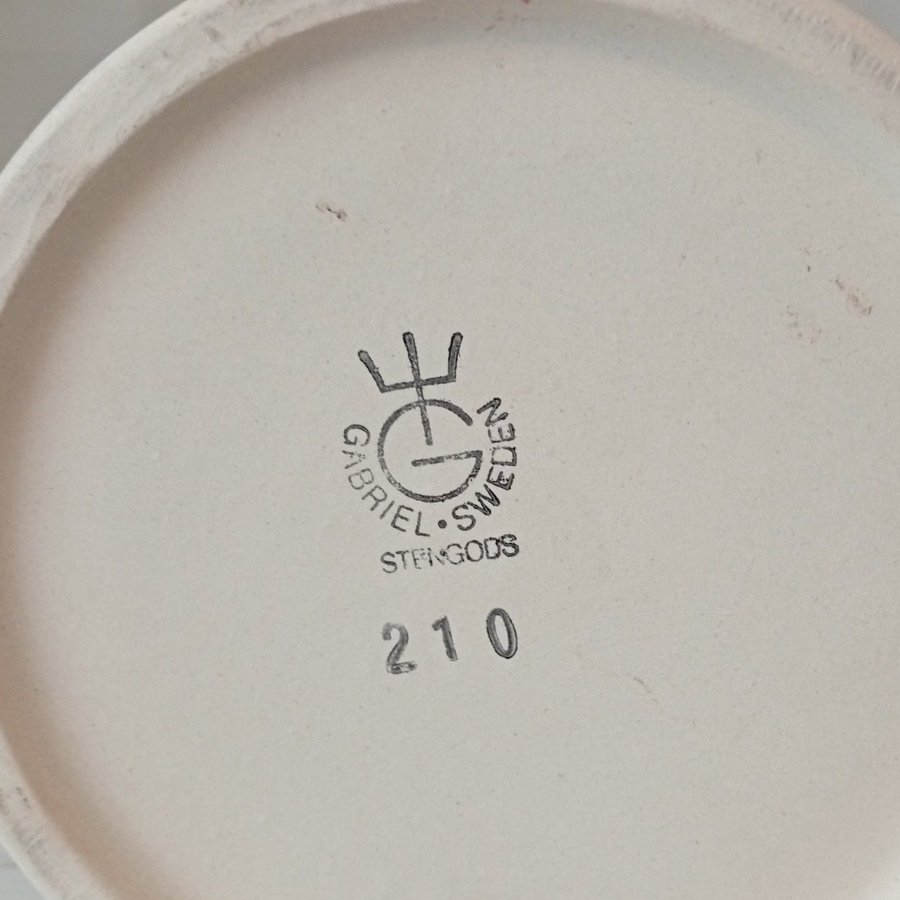 GABRIEL • SWEDEN
STENGODS
210